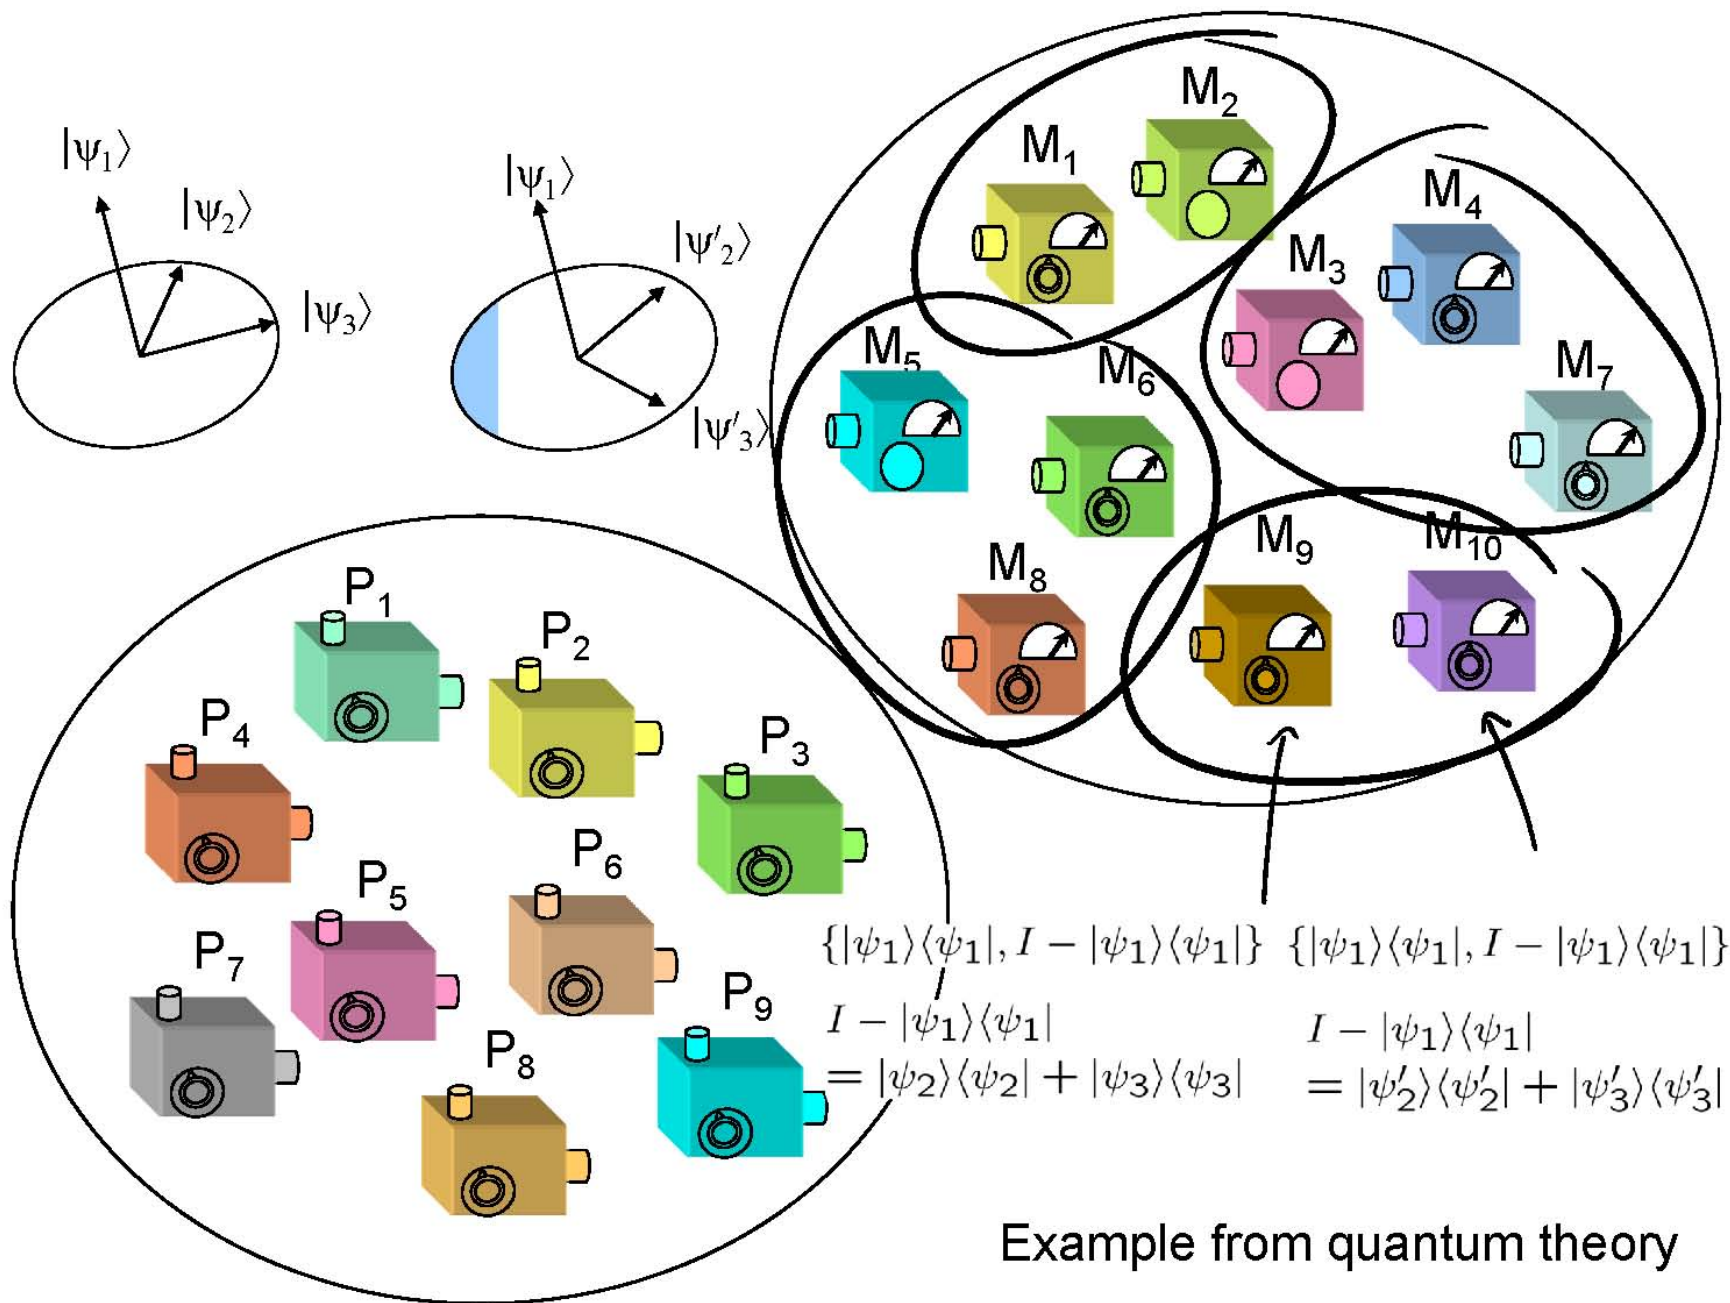 |ψ₁⟩
|ψ₂⟩
|ψ₃⟩
|ψ₁⟩
|ψ′₂⟩
|ψ′₃⟩
M₁
M₂
M₃
M₄
M₅
M₆
M₇
M₈
M₉
M₁₀
P₁
P₂
P₃
P₄
P₅
P₆
P₇
P₈
P₉
{|ψ₁⟩⟨ψ₁|, I − |ψ₁⟩⟨ψ₁|}
I − |ψ₁⟩⟨ψ₁|
= |ψ₂⟩⟨ψ₂| + |ψ₃⟩⟨ψ₃|
{|ψ₁⟩⟨ψ₁|, I − |ψ₁⟩⟨ψ₁|}
I − |ψ₁⟩⟨ψ₁|
= |ψ′₂⟩⟨ψ′₂| + |ψ′₃⟩⟨ψ′₃|
Example from quantum theory